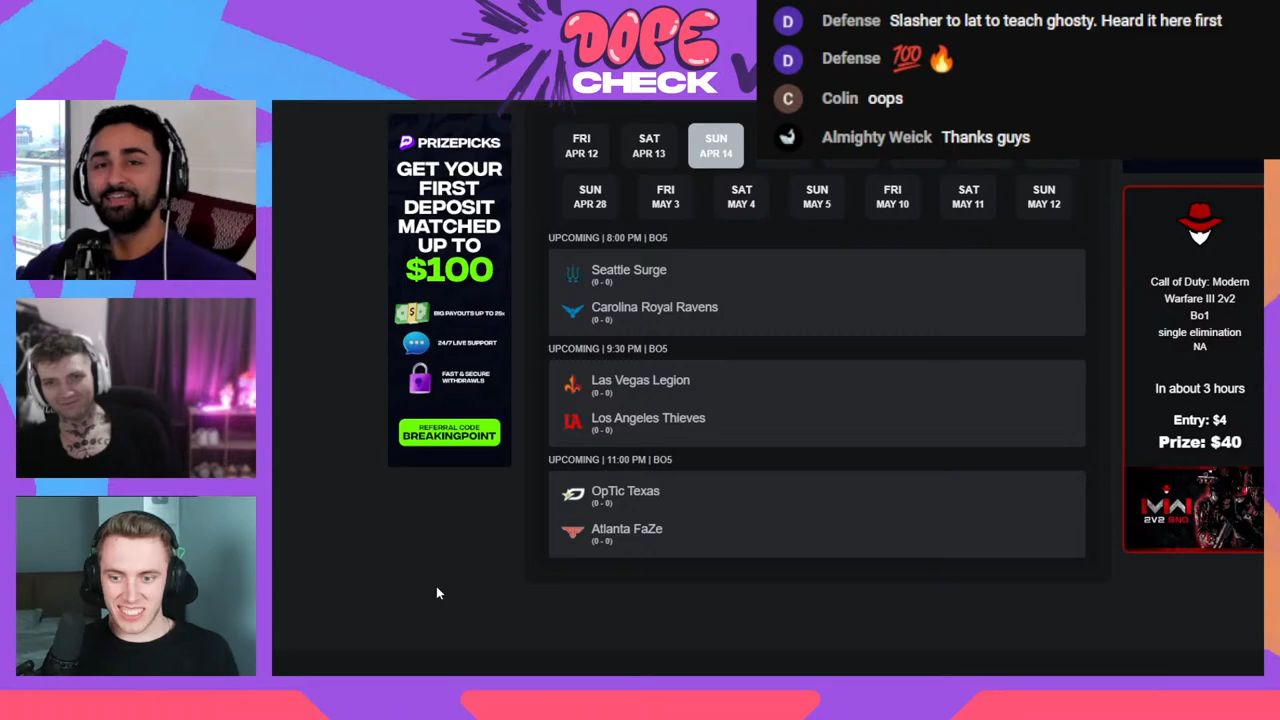 DOPE
CHECK
Defense Slasher to lat to teach ghosty. Heard it here first
Defense 💯 🔥
Colin oops
Almighty Weick Thanks guys
PRIZEPICKS
GET YOUR
FIRST
DEPOSIT
MATCHED
UP TO
$100
BIG PAYOUTS UP TO 25x
24/7 LIVE SUPPORT
FAST & SECURE
WITHDRAWLS
REFERRAL CODE
BREAKINGPOINT
FRI
APR 12
SAT
APR 13
SUN
APR 14
SUN
APR 28
FRI
MAY 3
SAT
MAY 4
SUN
MAY 5
FRI
MAY 10
SAT
MAY 11
SUN
MAY 12
UPCOMING | 8:00 PM | BO5
Seattle Surge
(0 - 0)
Carolina Royal Ravens
(0 - 0)
UPCOMING | 9:30 PM | BO5
Las Vegas Legion
(0 - 0)
LA
Los Angeles Thieves
(0 - 0)
UPCOMING | 11:00 PM | BO5
OpTic Texas
(0 - 0)
Atlanta FaZe
(0 - 0)
Call of Duty: Modern
Warfare III 2v2
Bo1
single elimination
NA
In about 3 hours
Entry: $4
Prize: $40
MW
2V2 SND